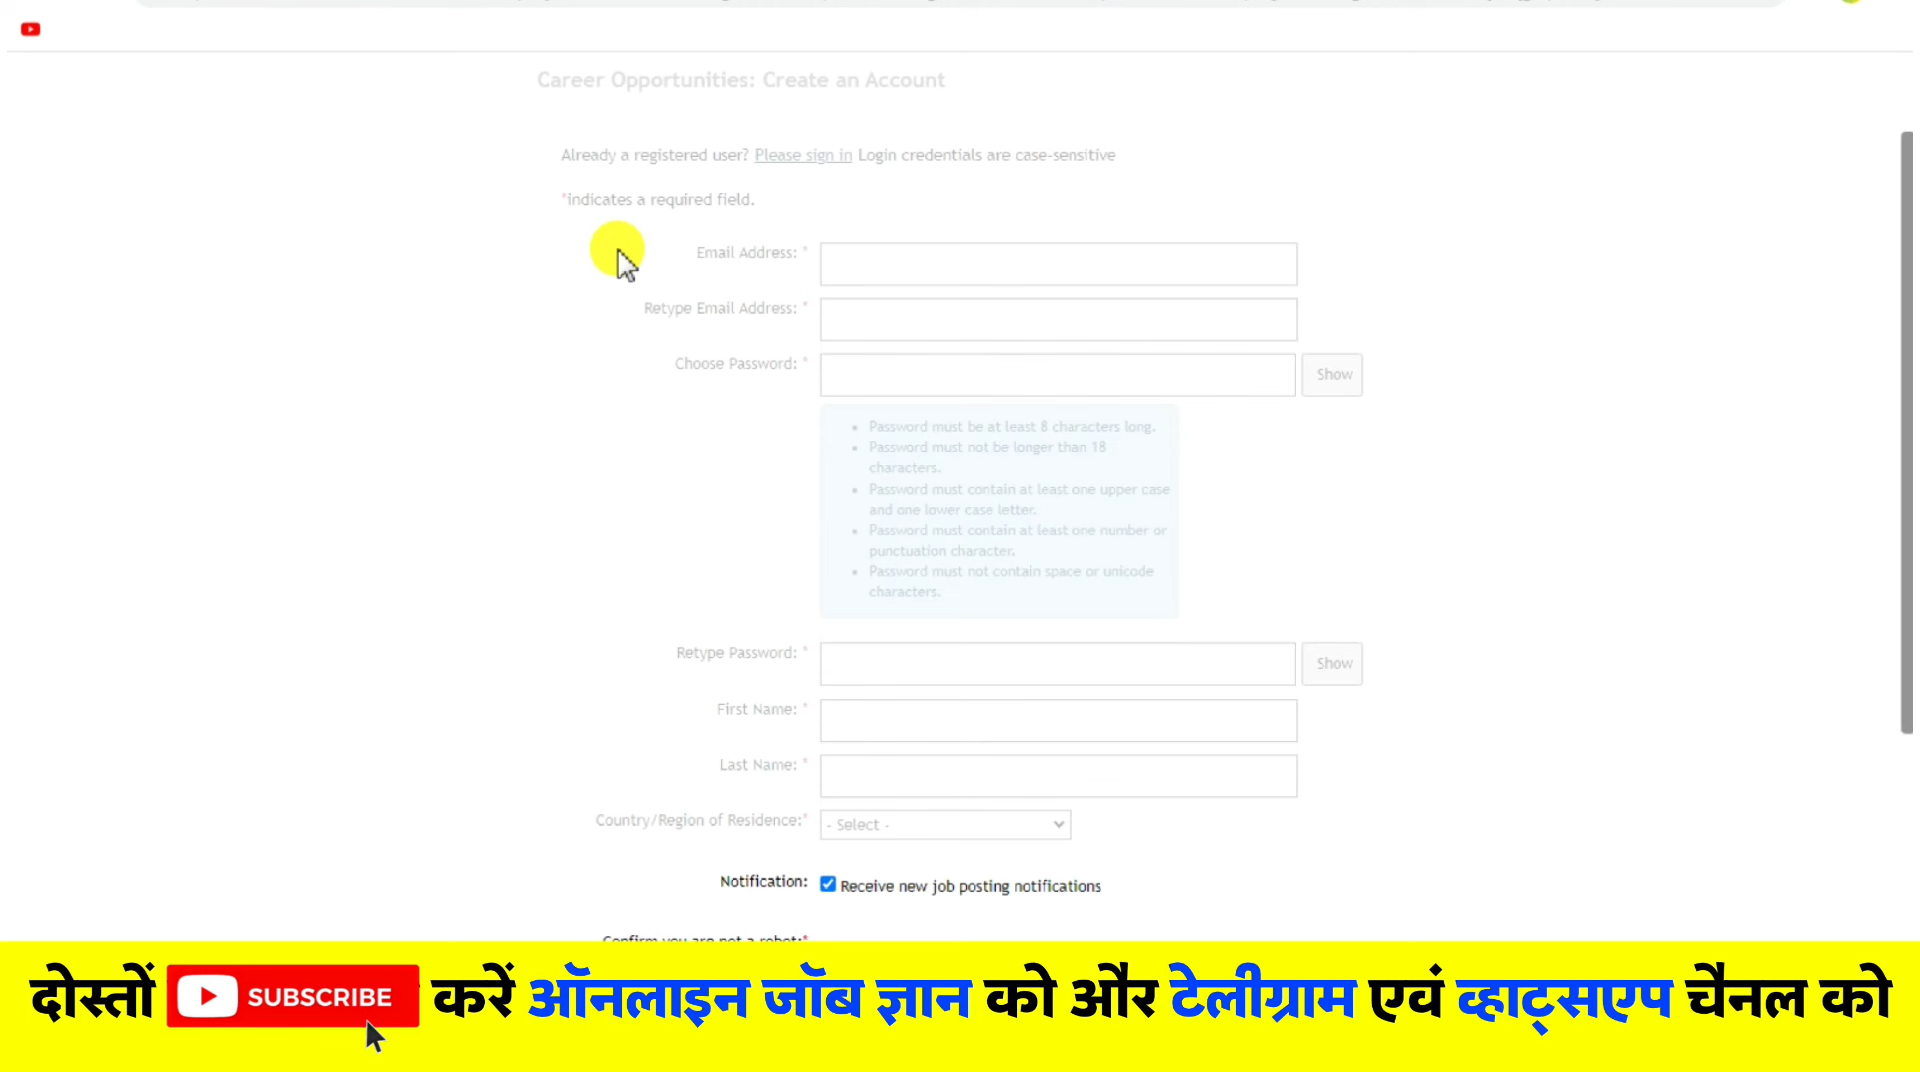 Career Opportunities: Create an Account
Already a registered user? Please sign in Login credentials are case-sensitive
*indicates a required field.
Email Address: *
Retype Email Address: *
Choose Password: *
Show
Password must be at least 8 characters long.
Password must not be longer than 18
characters.
Password must contain at least one upper case
and one lower case letter.
Password must contain at least one number or
punctuation character.
Password must not contain space or unicode
characters.
Retype Password: *
Show
First Name: *
Last Name: *
Country/Region of Residence:*
- Select -
Notification:
Receive new job posting notifications
Confirm you are not a robot:*
दोस्तों SUBSCRIBE करें ऑनलाइन जॉब ज्ञान को और टेलीग्राम एवं व्हाट्सएप चैनल को